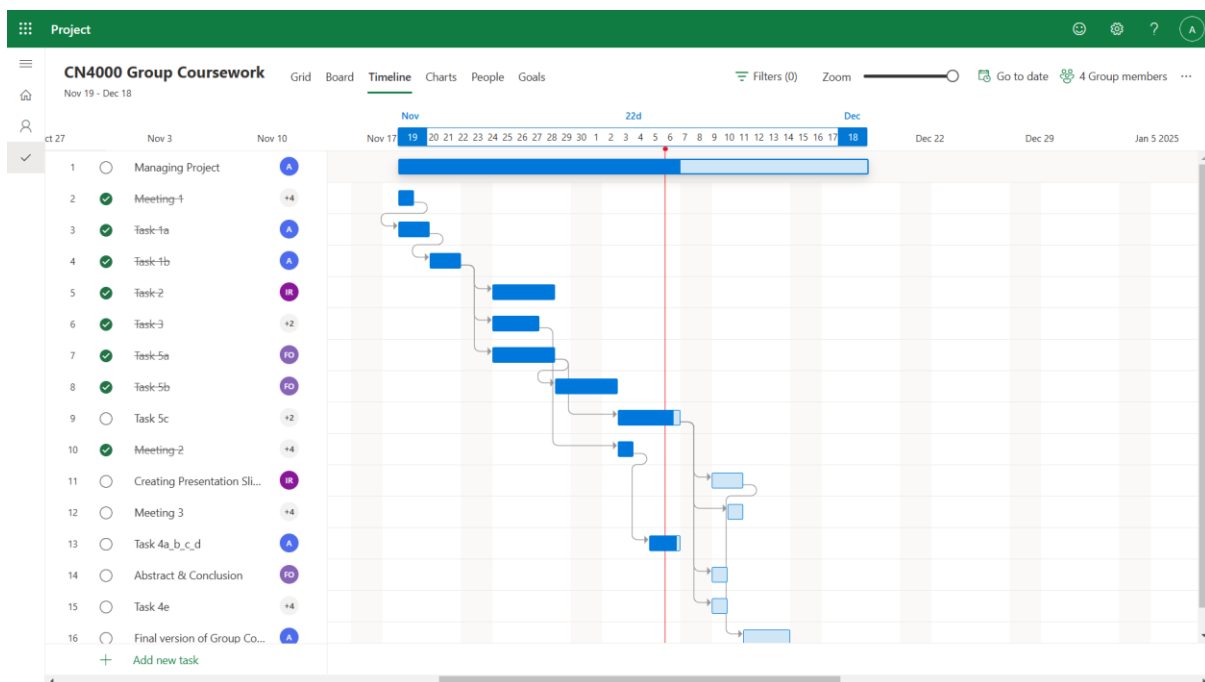 Project
A
CN4000 Group Coursework
Grid Board Timeline Charts People Goals
Filters (0) Zoom Go to date 4 Group members ...
Nov 19 - Dec 18
Nov 22d Dec
ct 27 Nov 3 Nov 10 Nov 17 19 20 21 22 23 24 25 26 27 28 29 30 1 2 3 4 5 6 7 8 9 10 11 12 13 14 15 16 17 18 Dec 22 Dec 29 Jan 5 2025
1 Managing Project A
2 Meeting 1 +4
3 Task 1a A
4 Task 1b A
5 Task 2 IR
6 Task 3 +2
7 Task 5a FO
8 Task 5b FO
9 Task 5c +2
10 Meeting 2 +4
11 Creating Presentation Sli... IR
12 Meeting 3 +4
13 Task 4a_b_c_d A
14 Abstract & Conclusion FO
15 Task 4e +4
16 Final version of Group Co... A
Add new task